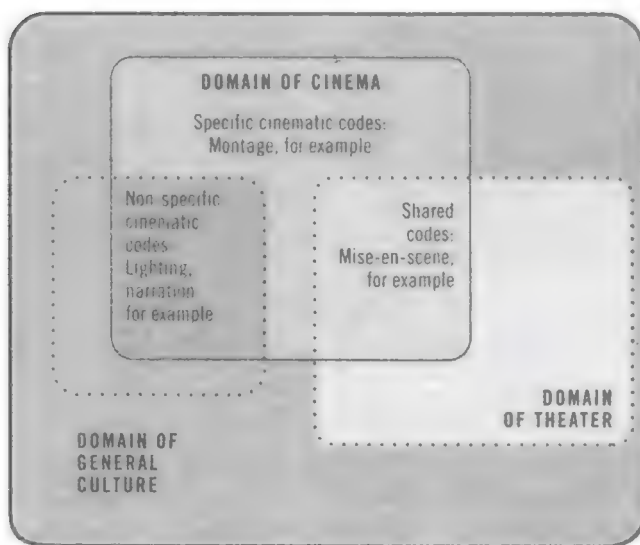 DOMAIN OF CINEMA
Specific cinematic codes:
Montage, for example
Non specific
cinematic
codes
Lighting,
narration
for example
Shared
codes:
Mise-en-scene,
for example
DOMAIN
OF THEATER
DOMAIN OF
GENERAL
CULTURE